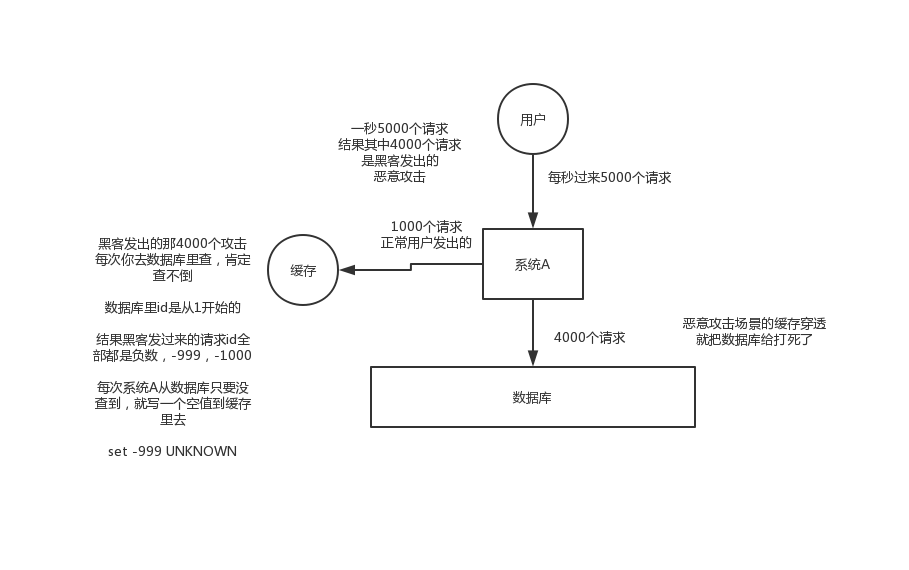 用户
一秒5000个请求
结果其中4000个请求
是黑客发出的
恶意攻击
每秒过来5000个请求
1000个请求
正常用户发出的
黑客发出的那4000个攻击
每次你去数据库里查，肯定
查不倒
数据库里id是从1开始的
结果黑客发过来的请求id全
部都是负数，-999，-1000
每次系统A从数据库只要没
查到，就写一个空值到缓存
里去
set -999 UNKNOWN
缓存
系统A
4000个请求
恶意攻击场景的缓存穿透
就把数据库给打死了
数据库